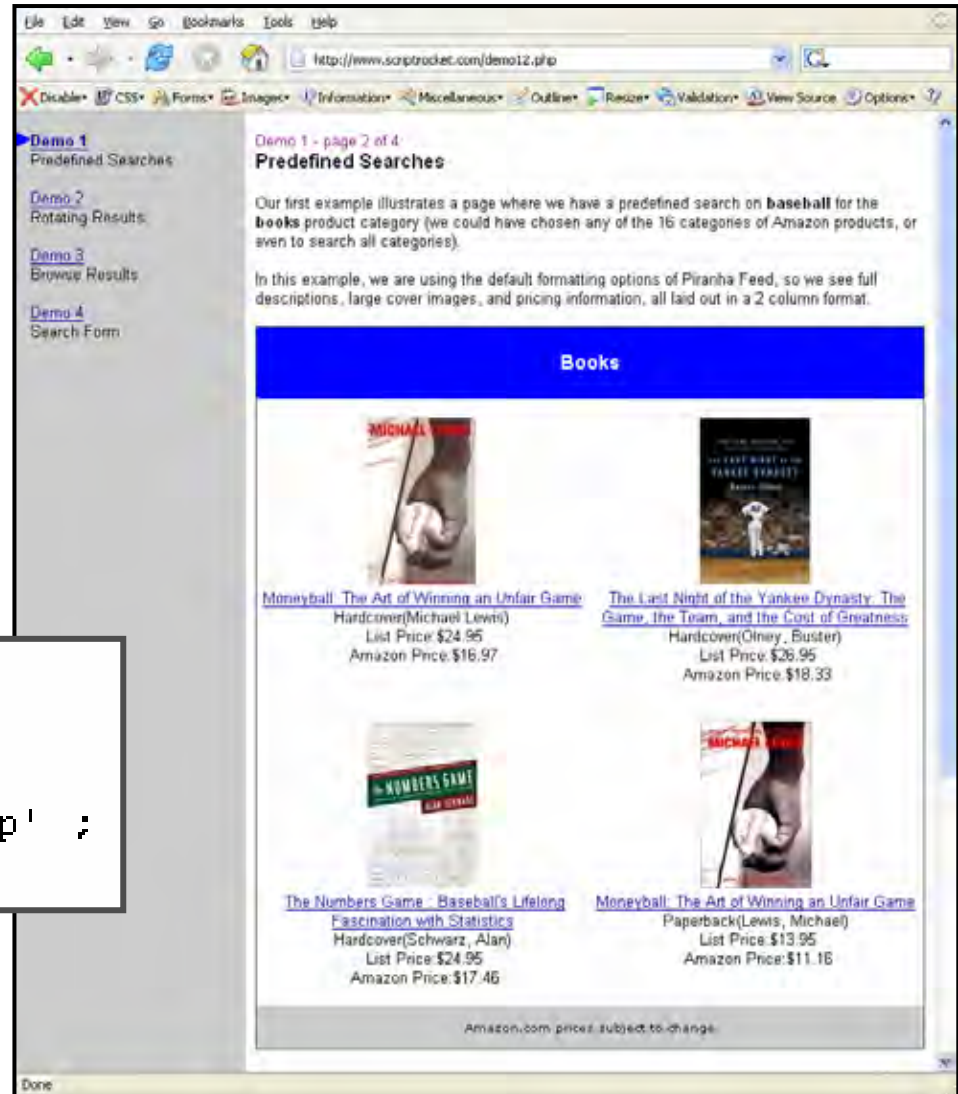 File Edit View Go Bookmarks Tools Help
http://www.scriptrocket.com/demo12.php
Disable CSS Forms Images Information Miscellaneous Outline Resize Validation View Source Options
Demo 1
Predefined Searches
Demo 2
Rotating Results
Demo 3
Browse Results
Demo 4
Search Form
Demo 1 - page 2 of 4
Predefined Searches
Our first example illustrates a page where we have a predefined search on baseball for the
books product category (we could have chosen any of the 16 categories of Amazon products, or
even to search all categories).
In this example, we are using the default formatting options of Piranha Feed, so we see full
descriptions, large cover images, and pricing information, all laid out in a 2 column format.
Books
MICHAEL
THE LAST NIGHT OF THE
YANKEE DYNASTY
Moneyball: The Art of Winning an Unfair Game
Hardcover(Michael Lewis)
List Price:$24.95
Amazon Price:$16.97
The Last Night of the Yankee Dynasty: The
Game, the Team, and the Cost of Greatness
Hardcover(Olney, Buster)
List Price:$26.95
Amazon Price:$18.33
p' ;
the NUMBERS GAME
ALAN SCHWARZ
MICHAEL
The Numbers Game : Baseball's Lifelong
Fascination with Statistics
Hardcover(Schwarz, Alan)
List Price:$24.95
Amazon Price:$17.46
Moneyball: The Art of Winning an Unfair Game
Paperback(Lewis, Michael)
List Price:$13.95
Amazon Price:$11.16
Amazon.com prices subject to change.
Done